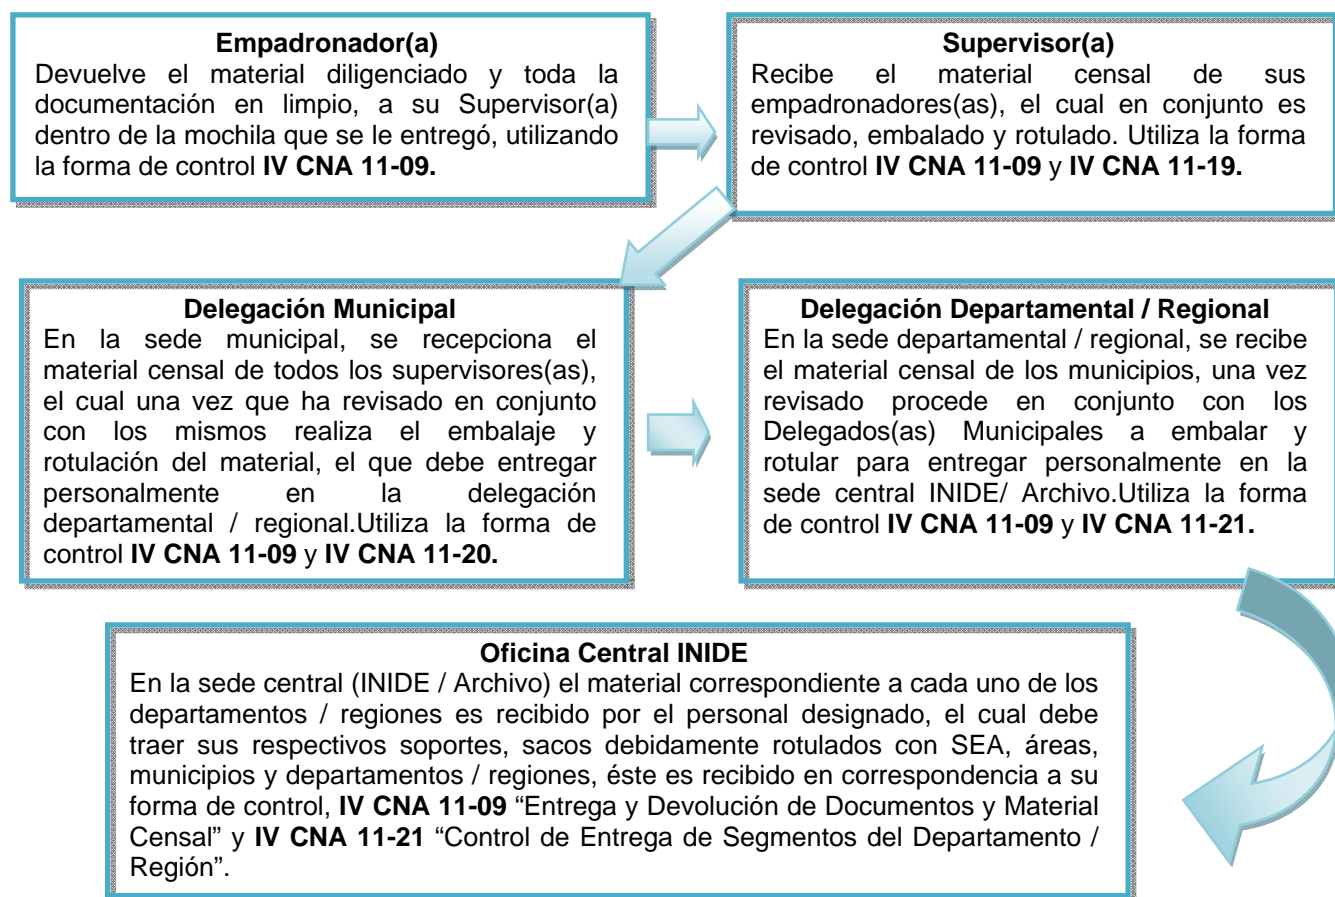 Empadronador(a)
Devuelve el material diligenciado y toda la
documentación en limpio, a su Supervisor(a)
dentro de la mochila que se le entregó, utilizando
la forma de control IV CNA 11-09.
Supervisor(a)
Recibe el material censal de sus
empadronadores(as), el cual en conjunto es
revisado, embalado y rotulado. Utiliza la forma
de control IV CNA 11-09 y IV CNA 11-19.
Delegación Municipal
En la sede municipal, se recepciona el
material censal de todos los supervisores(as),
el cual una vez que ha revisado en conjunto
con los mismos realiza el embalaje y
rotulación del material, el que debe entregar
personalmente en la delegación
departamental / regional.Utiliza la forma de
control IV CNA 11-09 y IV CNA 11-20.
Delegación Departamental / Regional
En la sede departamental / regional, se recibe
el material censal de los municipios, una vez
revisado procede en conjunto con los
Delegados(as) Municipales a embalar y
rotular para entregar personalmente en la
sede central INIDE/ Archivo.Utiliza la forma
de control IV CNA 11-09 y IV CNA 11-21.
Oficina Central INIDE
En la sede central (INIDE / Archivo) el material correspondiente a cada uno de los
departamentos / regiones es recibido por el personal designado, el cual debe
traer sus respectivos soportes, sacos debidamente rotulados con SEA, áreas,
municipios y departamentos / regiones, éste es recibido en correspondencia a su
forma de control, IV CNA 11-09 “Entrega y Devolución de Documentos y Material
Censal” y IV CNA 11-21 “Control de Entrega de Segmentos del Departamento /
Región”.